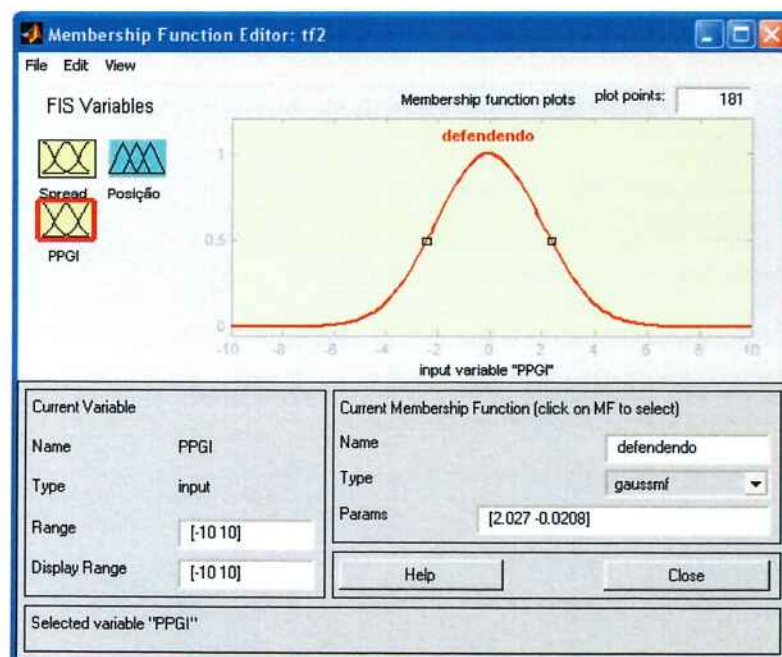 Membership Function Editor: tf2
File Edit View
FIS Variables
Membership function plots plot points: 181
defendendo
Spread Posição
PPGI
1
0.5
0
-10 -8 -6 -4 -2 0 2 4 6 8 10
input variable "PPGI"
Current Variable
Name PPGI
Type input
Range [-10 10]
Display Range [-10 10]
Current Membership Function (click on MF to select)
Name defendendo
Type gaussmf
Params [2.027 -0.0208]
Help Close
Selected variable "PPGI"